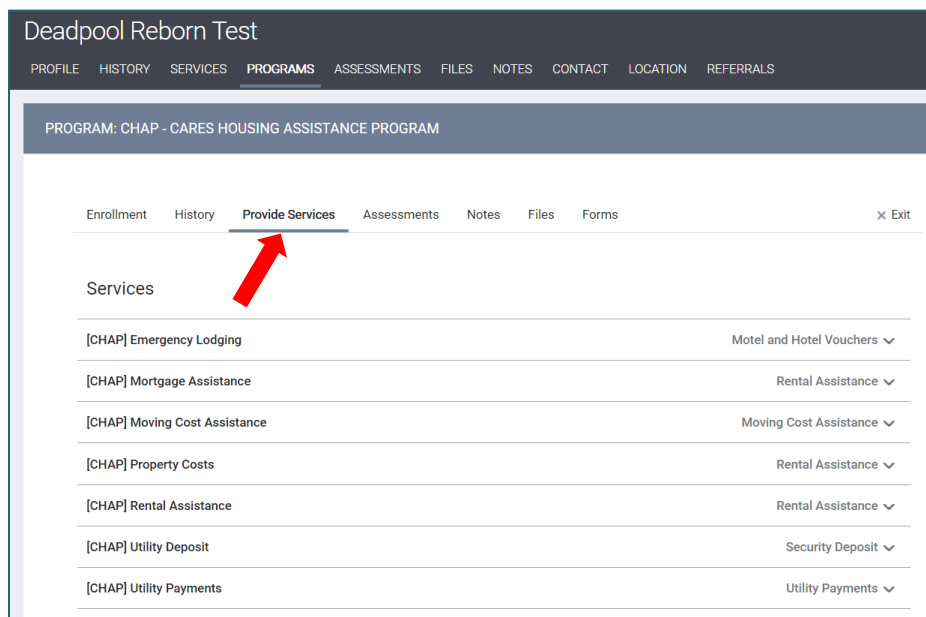 Deadpool Reborn Test
PROFILE HISTORY SERVICES PROGRAMS ASSESSMENTS FILES NOTES CONTACT LOCATION REFERRALS
PROGRAM: CHAP - CARES HOUSING ASSISTANCE PROGRAM
Enrollment History Provide Services Assessments Notes Files Forms × Exit
Services
[CHAP] Emergency Lodging Motel and Hotel Vouchers
[CHAP] Mortgage Assistance Rental Assistance
[CHAP] Moving Cost Assistance Moving Cost Assistance
[CHAP] Property Costs Rental Assistance
[CHAP] Rental Assistance Rental Assistance
[CHAP] Utility Deposit Security Deposit
[CHAP] Utility Payments Utility Payments